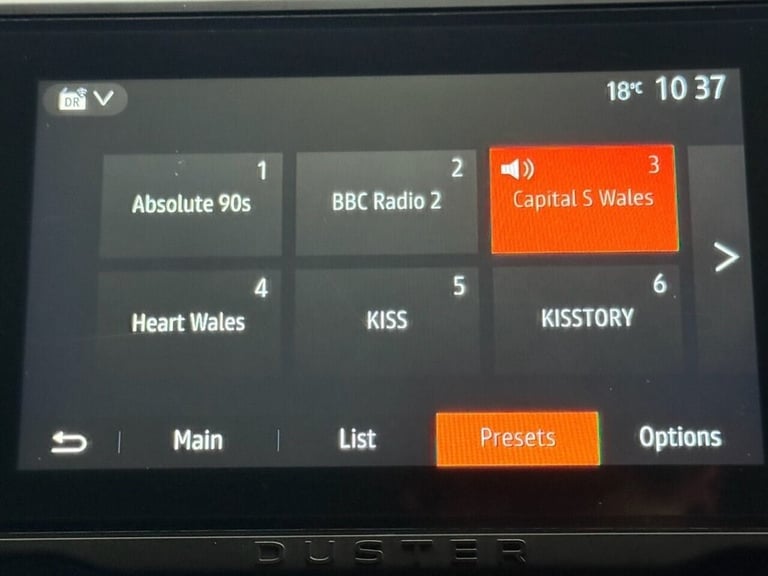 DR
18°C 10 37
1
Absolute 90s
2
BBC Radio 2
3
Capital S Wales
4
Heart Wales
5
KISS
6
KISSTORY
Main
List
Presets
Options
DUSTER